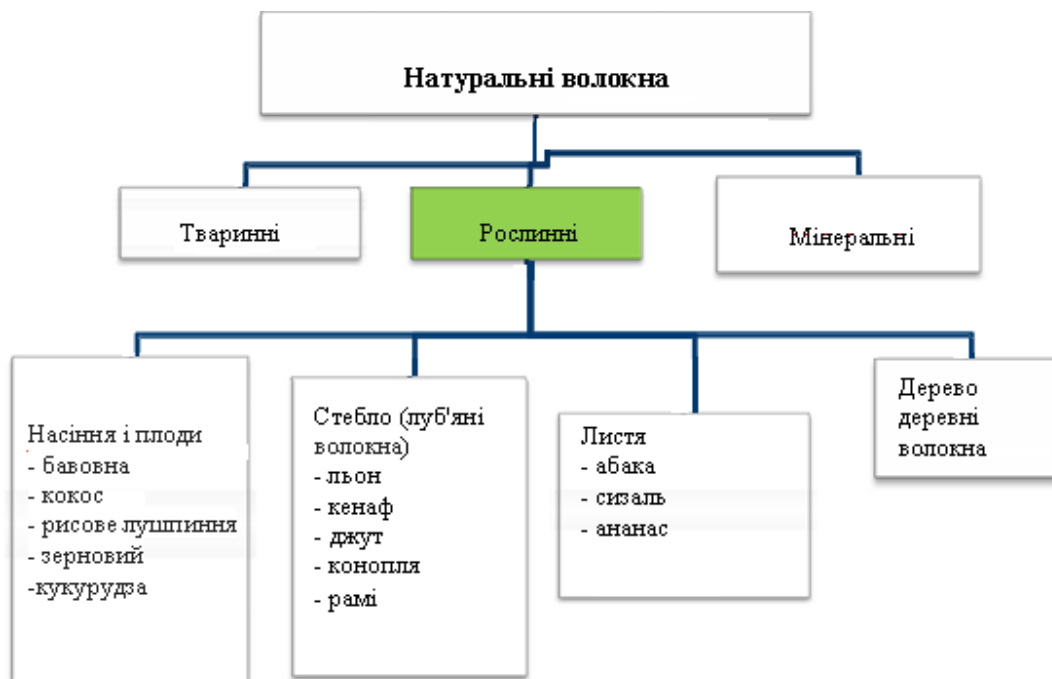 Натуральні волокна
Тваринні
Рослинні
Мінеральні
Насіння і плоди
- бавовна
- кокос
- рисове лушпиння
- зерновий
-кукурудза
Стебло (луб'яні
волокна)
- льон
- кенаф
- джут
- конопля
- рамі
Листя
- абака
- сизаль
- ананас
Дерево
деревні
волокна